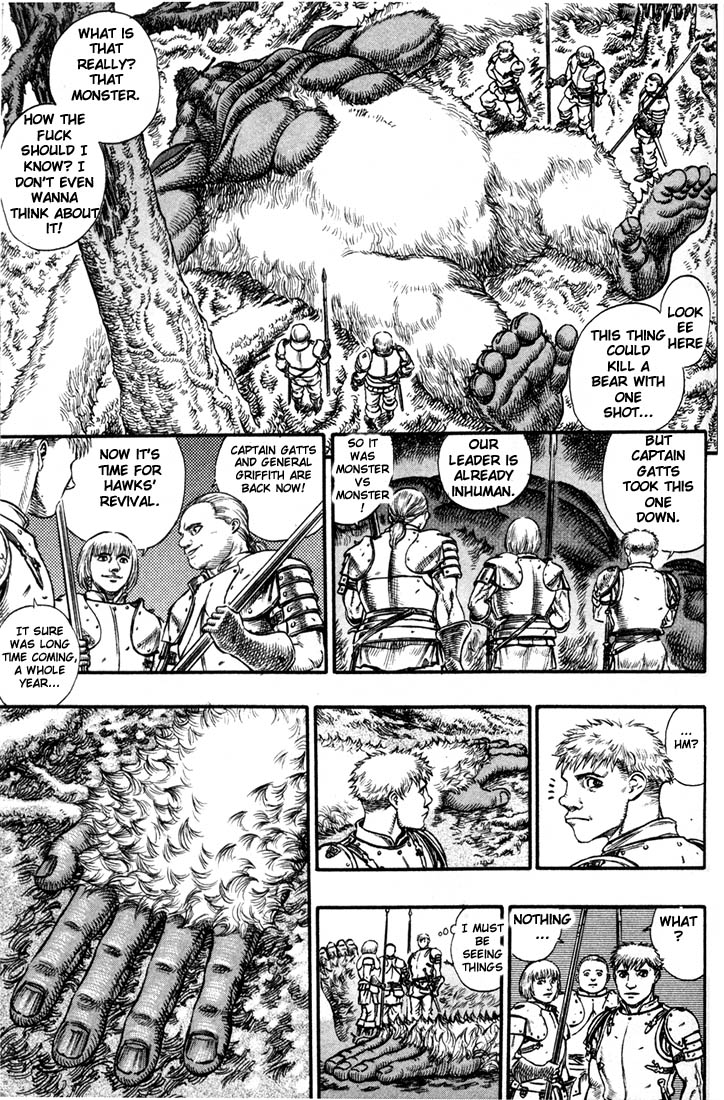 WHAT IS
THAT
REALLY?
THAT
MONSTER.
HOW THE
FUCK
SHOULD I
KNOW? I
DON'T EVEN
WANNA
THINK ABOUT
IT!
LOOK
EE
HERE
THIS THING
COULD
KILL A
BEAR WITH
ONE
SHOT...
BUT
CAPTAIN
GATTS
TOOK THIS
ONE
DOWN.
OUR
LEADER IS
ALREADY
INHUMAN.
SO IT
WAS
MONSTER
VS
MONSTER
!
CAPTAIN GATTS
AND GENERAL
GRIFFITH ARE
BACK NOW!
NOW IT'S
TIME FOR
HAWKS'
REVIVAL.
IT SURE
WAS LONG
TIME COMING,
A WHOLE
YEAR...
...
HM?
WHAT
?
NOTHING
...
I MUST
BE
SEEING
THINGS